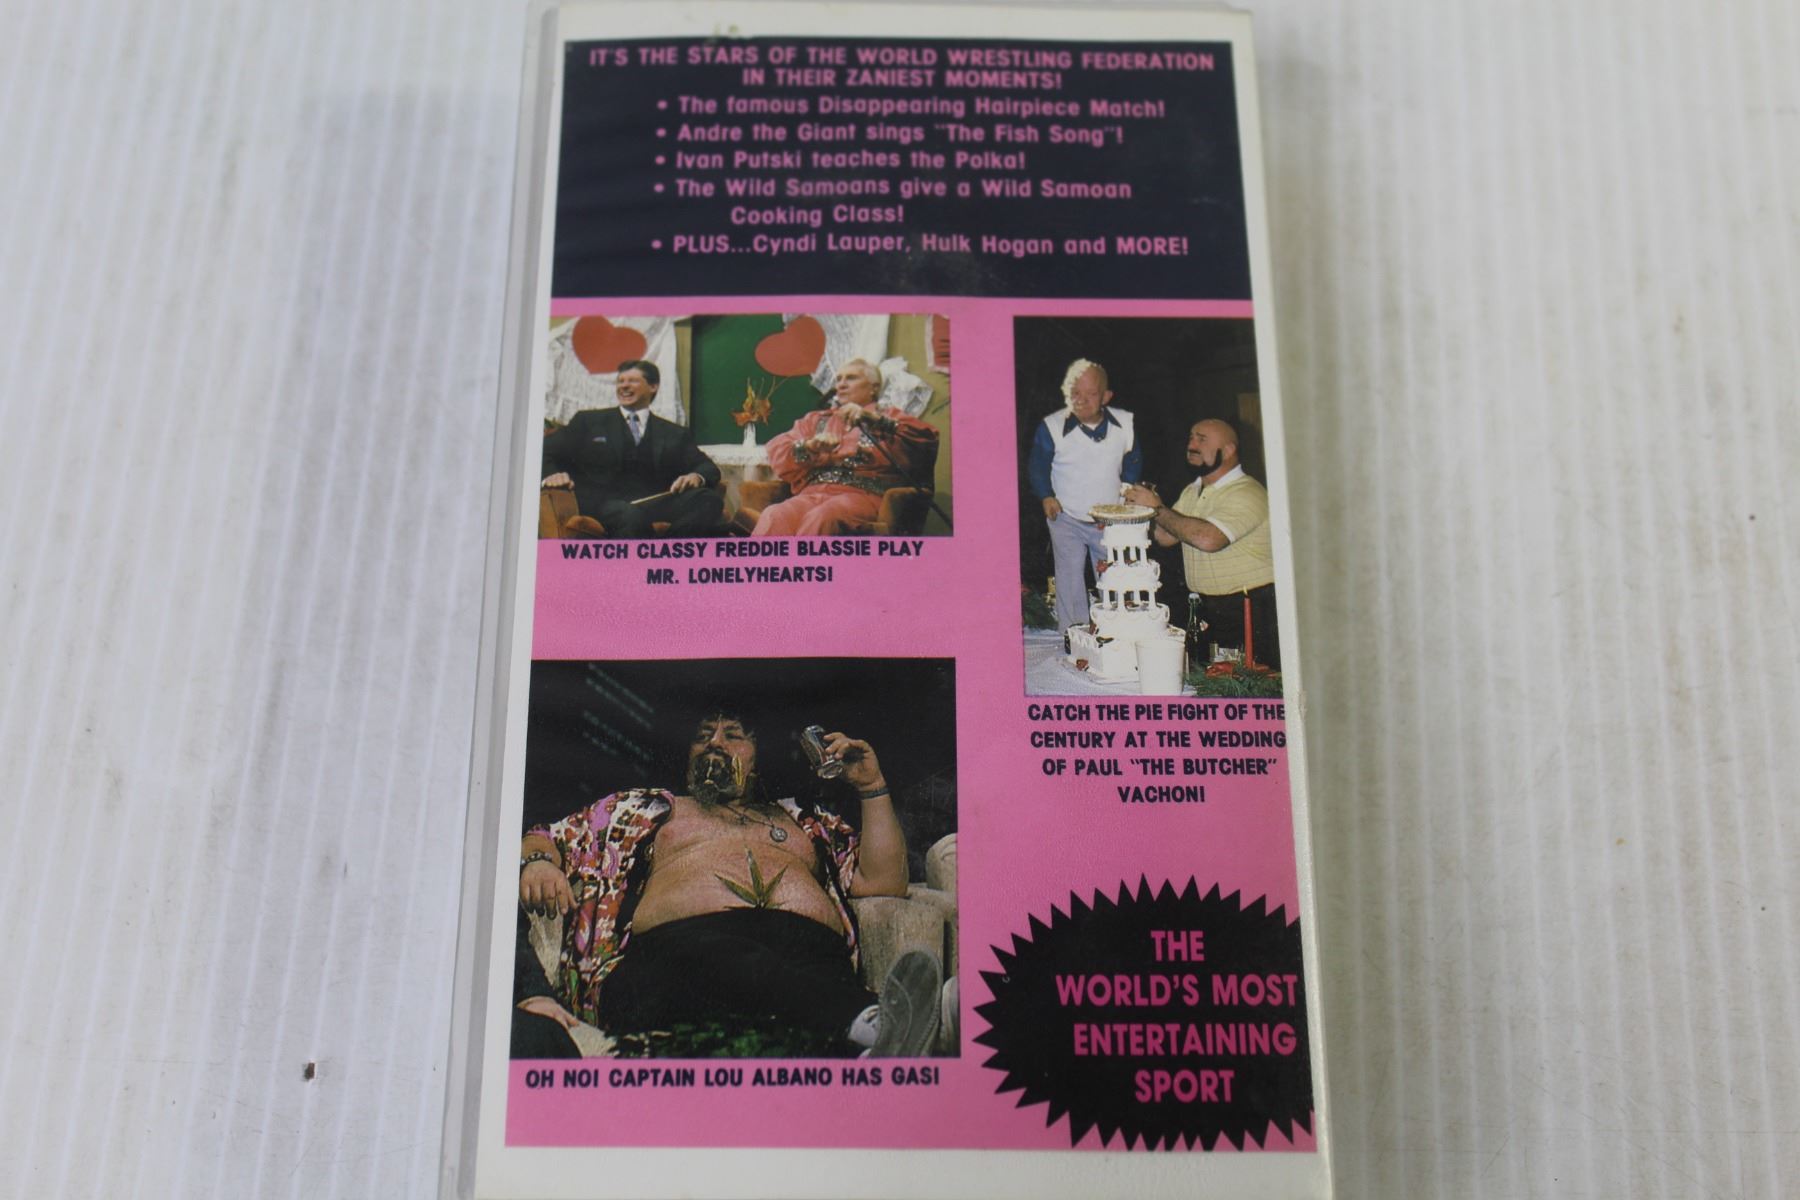 IT'S THE STARS OF THE WORLD WRESTLING FEDERATION
IN THEIR ZANIEST MOMENTS!
• The famous Disappearing Hairpiece Match!
• Andre the Giant sings "The Fish Song"!
• Ivan Putski teaches the Polka!
• The Wild Samoans give a Wild Samoan
Cooking Class!
• PLUS...Cyndi Lauper, Hulk Hogan and MORE!
WATCH CLASSY FREDDIE BLASSIE PLAY
MR. LONELYHEARTS!
CATCH THE PIE FIGHT OF THE
CENTURY AT THE WEDDING
OF PAUL "THE BUTCHER"
VACHON!
OH NO! CAPTAIN LOU ALBANO HAS GAS!
THE
WORLD'S MOST
ENTERTAINING
SPORT